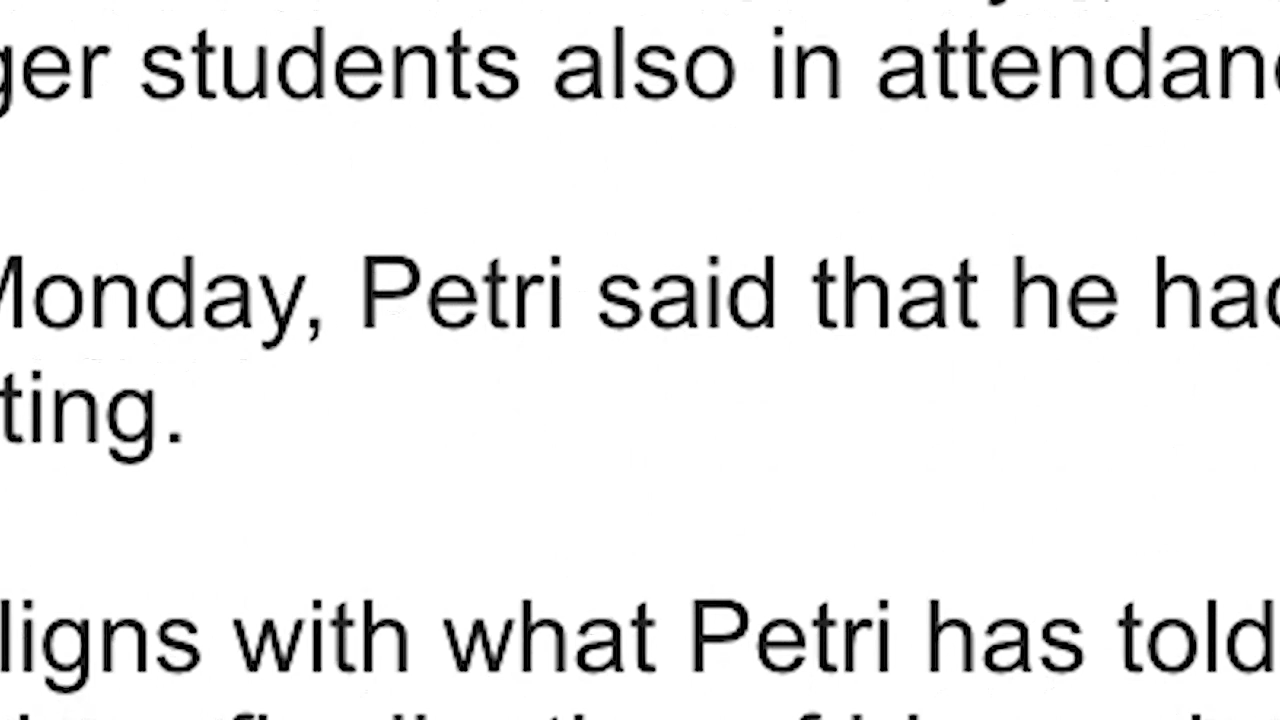 ger students also in attendanc
Monday, Petri said that he had
ting.
ligns with what Petri has told